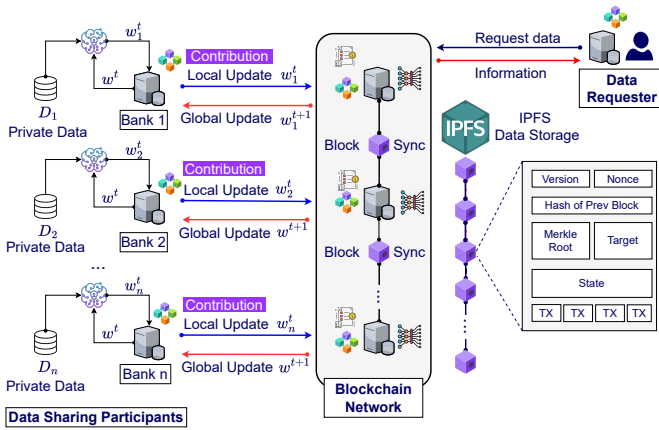 w_1^t
Contribution
w^t
Local Update w_1^t
D_1
Private Data
Bank 1
Global Update w_1^{t+1}
w_2^t
Contribution
w^t
Local Update w_2^t
D_2
Private Data
Bank 2
Global Update w^{t+1}
...
w_n^t
Contribution
w^t
Local Update w_n^t
D_n
Private Data
Bank n
Global Update w^{t+1}
Data Sharing Participants
Block Sync
Block Sync
Blockchain
Network
Request data
Information
Data
Requester
IPFS
IPFS
Data Storage
Version
Nonce
Hash of Prev Block
Merkle
Root
Target
State
TX TX TX TX